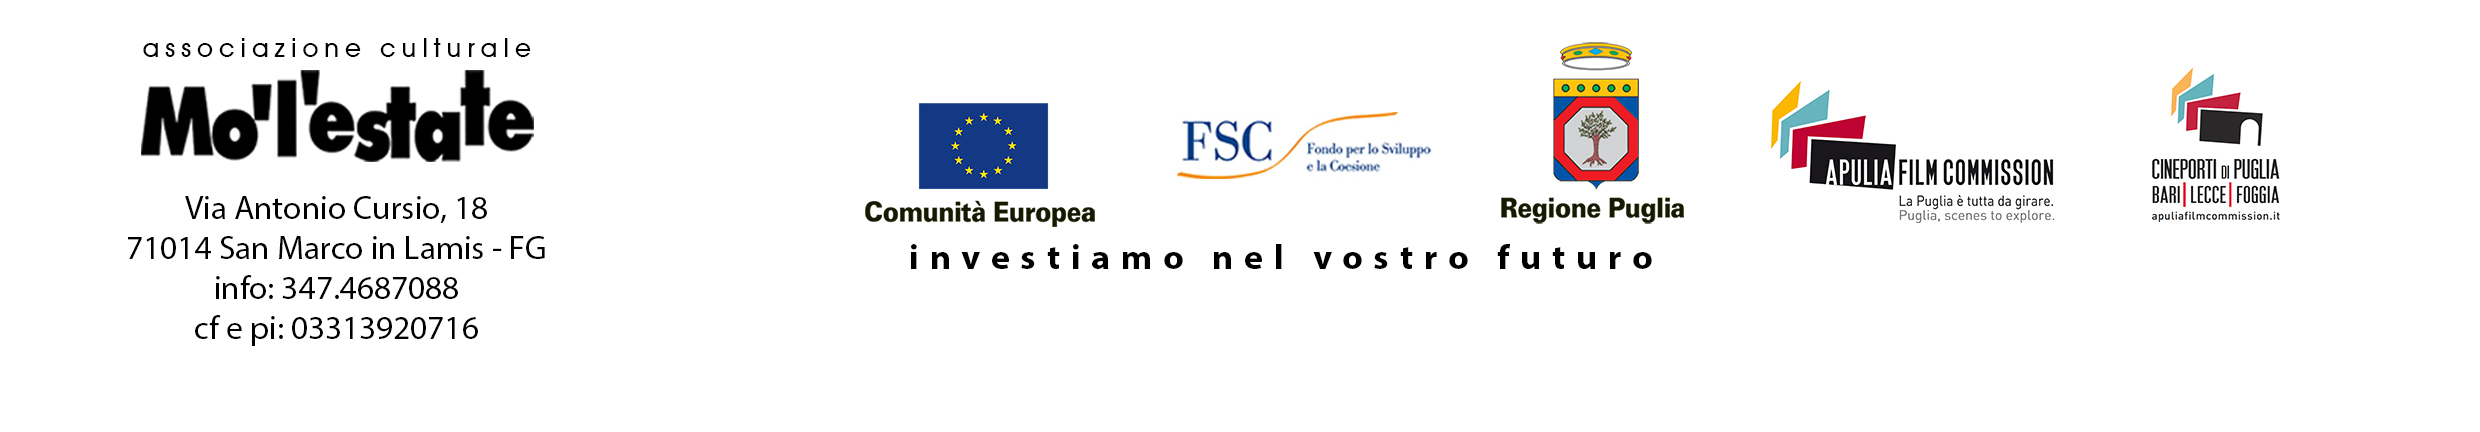 associazione culturale
Mo'l'estate
Via Antonio Cursio, 18
71014 San Marco in Lamis - FG
info: 347.4687088
cf e pi: 03313920716
Comunità Europea
FSC
Fondo per lo Sviluppo
e la Coesione
Regione Puglia
investiamo nel vostro futuro
APULIA FILM COMMISSION
La Puglia è tutta da girare.
Puglia, scenes to explore.
CINEPORTI DI PUGLIA
BARI | LECCE | FOGGIA
apuliafilmcommission.it